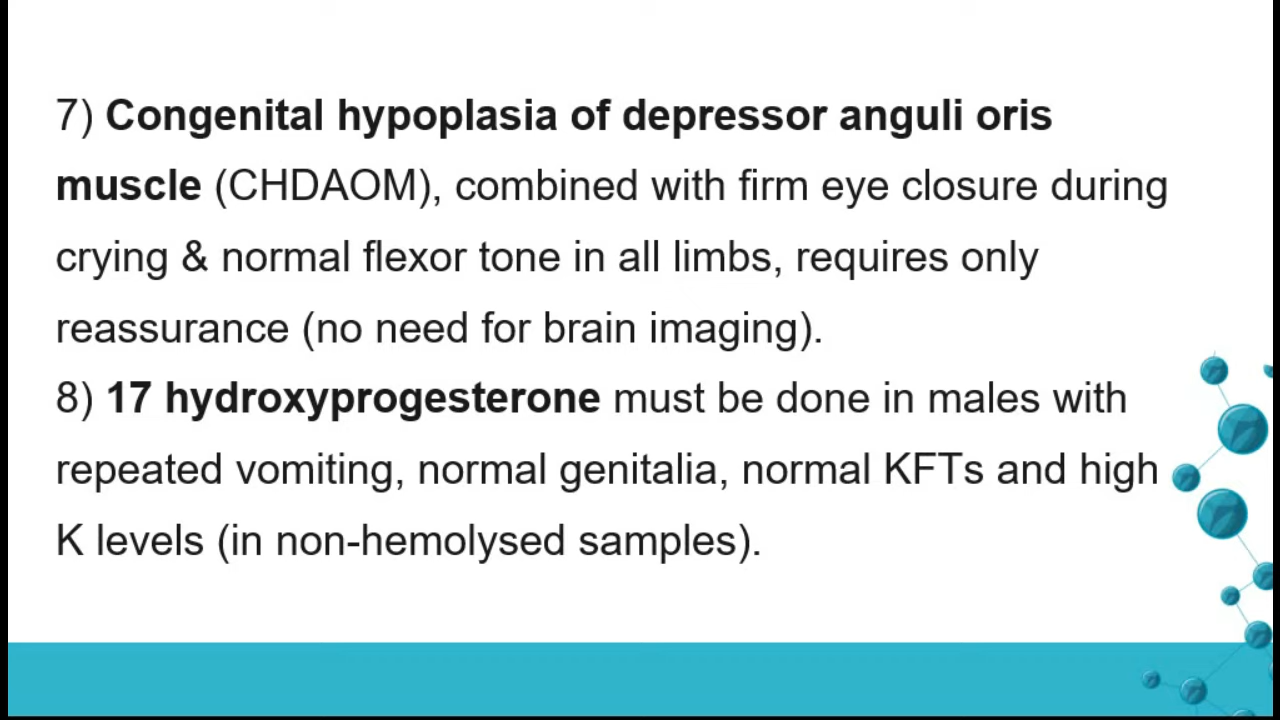 7) Congenital hypoplasia of depressor anguli oris
muscle (CHDAOM), combined with firm eye closure during
crying & normal flexor tone in all limbs, requires only
reassurance (no need for brain imaging).
8) 17 hydroxyprogesterone must be done in males with
repeated vomiting, normal genitalia, normal KFTs and high
K levels (in non-hemolysed samples).